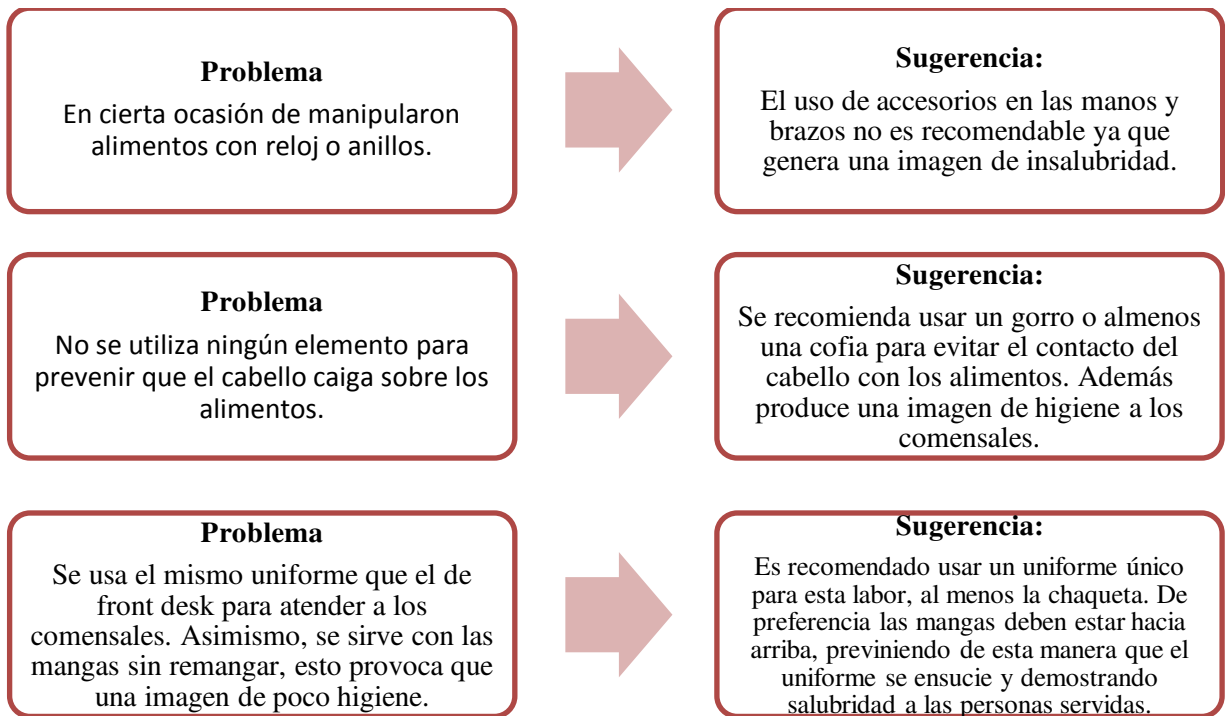 Problema
En cierta ocasión de manipularon
alimentos con reloj o anillos.
Sugerencia:
El uso de accesorios en las manos y
brazos no es recomendable ya que
genera una imagen de insalubridad.
Problema
No se utiliza ningún elemento para
prevenir que el cabello caiga sobre los
alimentos.
Sugerencia:
Se recomienda usar un gorro o almenos
una cofia para evitar el contacto del
cabello con los alimentos. Además
produce una imagen de higiene a los
comensales.
Problema
Se usa el mismo uniforme que el de
front desk para atender a los
comensales. Asimismo, se sirve con las
mangas sin remangar, esto provoca que
una imagen de poco higiene.
Sugerencia:
Es recomendado usar un uniforme único
para esta labor, al menos la chaqueta. De
preferencia las mangas deben estar hacia
arriba, previniendo de esta manera que el
uniforme se ensucie y demostrando
salubridad a las personas servidas.